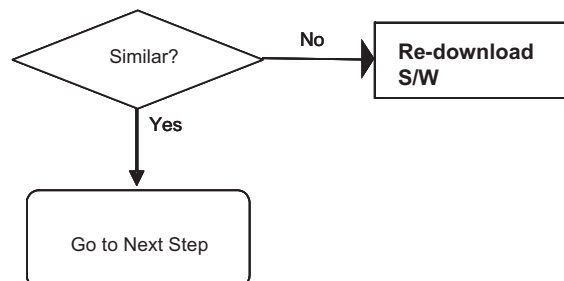 Similar?
No
Re-download
S/W
Yes
Go to Next Step